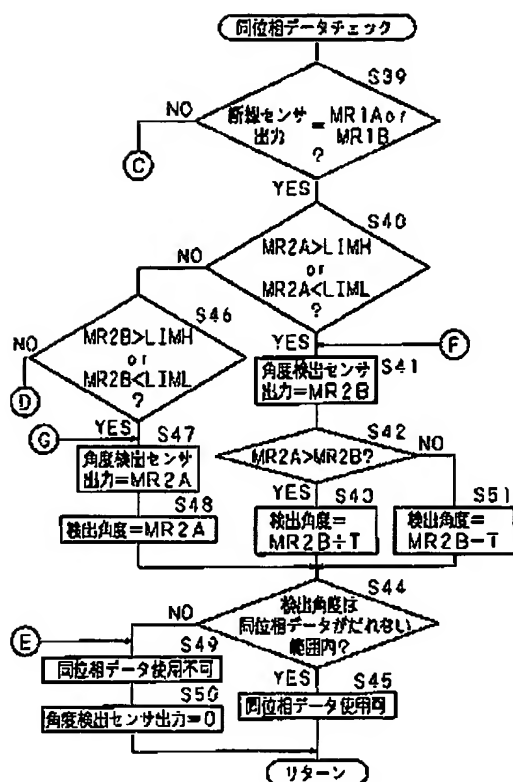 同位相データチェック
S39
NO
断線センサ
出力
=
MR1A or
MR1B
?
C
YES
S40
NO
MR2A>LIMH
or
MR2A<LIML
?
S46
NO
MR2B>LIMH
or
MR2B<LIML
?
D
YES
F
S41
角度検出センサ
出力=MR2B
G
YES
S47
角度検出センサ
出力=MR2A
S42
MR2A>MR2B?
NO
S48
検出角度=MR2A
YES
S43
検出角度=
MR2B+T
S51
検出角度=
MR2B-T
S44
NO
検出角度は
同位相データがだれない
範囲内?
E
S49
同位相データ使用不可
YES
S45
同位相データ使用可
S50
角度検出センサ出力=0
リターン